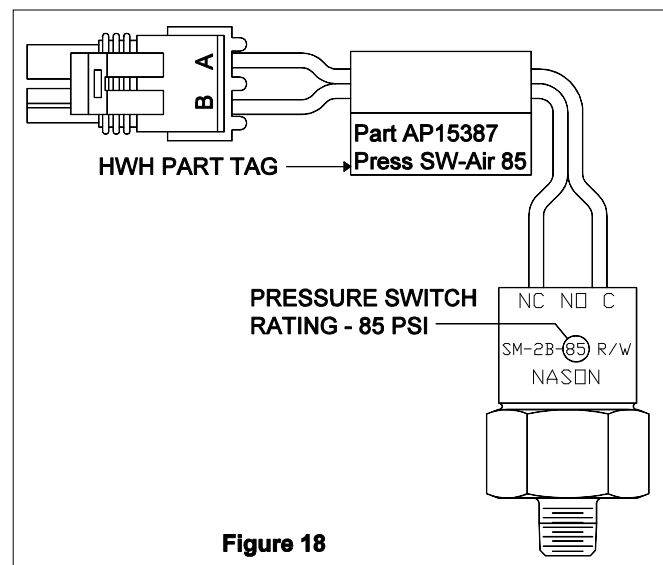 A
B
Part AP15387
Press SW-Air 85
HWH PART TAG
PRESSURE SWITCH
RATING - 85 PSI
NC NO C
SM-2B-85 R/W
NASON
Figure 18